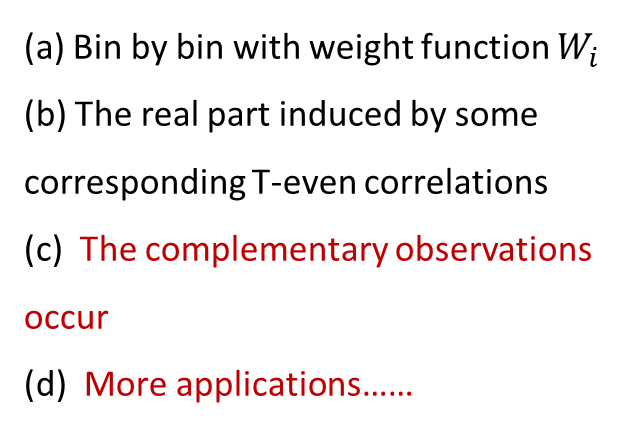 (a) Bin by bin with weight function Wᵢ
(b) The real part induced by some
corresponding T-even correlations
(c) The complementary observations
occur
(d) More applications......